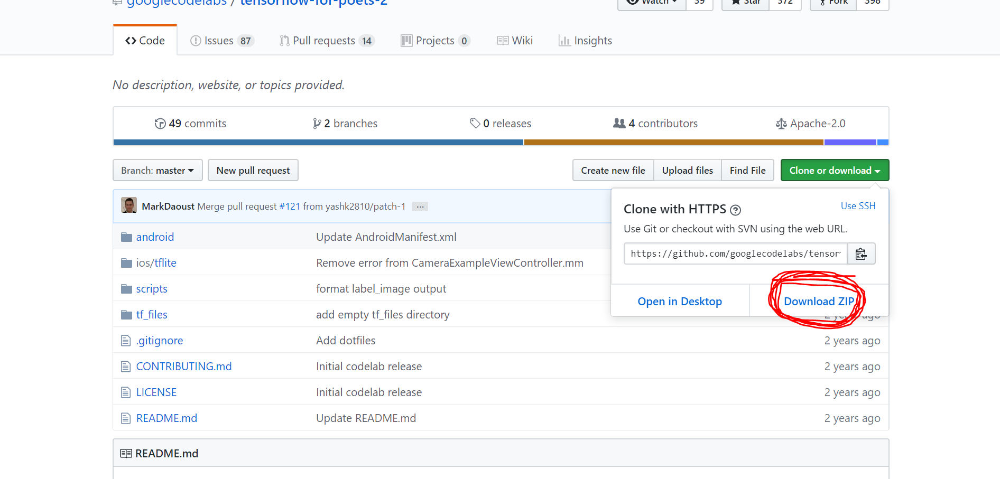 googlecodelabs / tensorflow-for-poets-2
Watch 39 Star 372 Fork 398
Code Issues 87 Pull requests 14 Projects 0 Wiki Insights
No description, website, or topics provided.
49 commits 2 branches 0 releases 4 contributors Apache-2.0
Branch: master New pull request Create new file Upload files Find File Clone or download
MarkDaoust Merge pull request #121 from yashk2810/patch-1 ...
Clone with HTTPS ? Use SSH
Use Git or checkout with SVN using the web URL.
https://github.com/googlecodelabs/tensor
Open in Desktop Download ZIP
android Update AndroidManifest.xml
ios/tflite Remove error from CameraExampleViewController.mm
scripts format label_image output
tf_files add empty tf_files directory 2 years ago
.gitignore Add dotfiles 2 years ago
CONTRIBUTING.md Initial codelab release 2 years ago
LICENSE Initial codelab release 2 years ago
README.md Update README.md 2 years ago
README.md